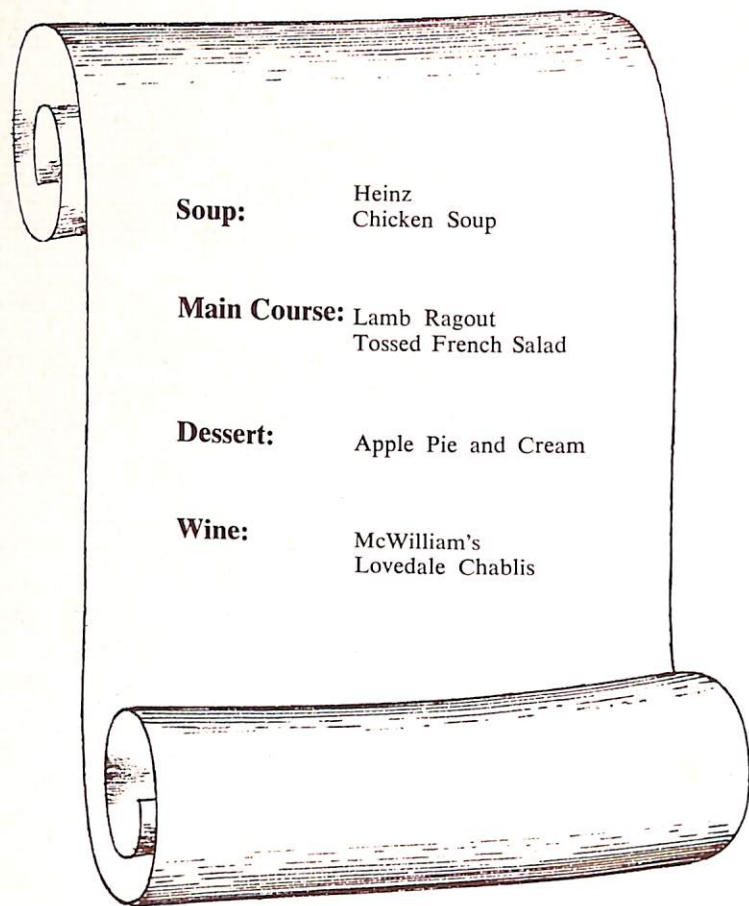 Soup: Heinz
Chicken Soup
Main Course: Lamb Ragout
Tossed French Salad
Dessert: Apple Pie and Cream
Wine: McWilliam's
Lovedale Chablis